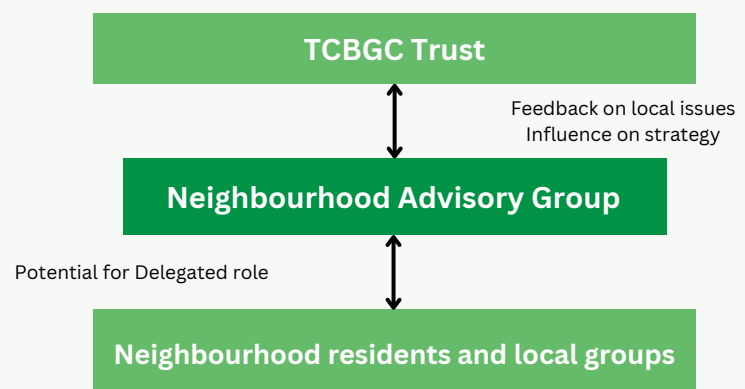 TCBGC Trust
Feedback on local issues
Influence on strategy
Neighbourhood Advisory Group
Potential for Delegated role
Neighbourhood residents and local groups